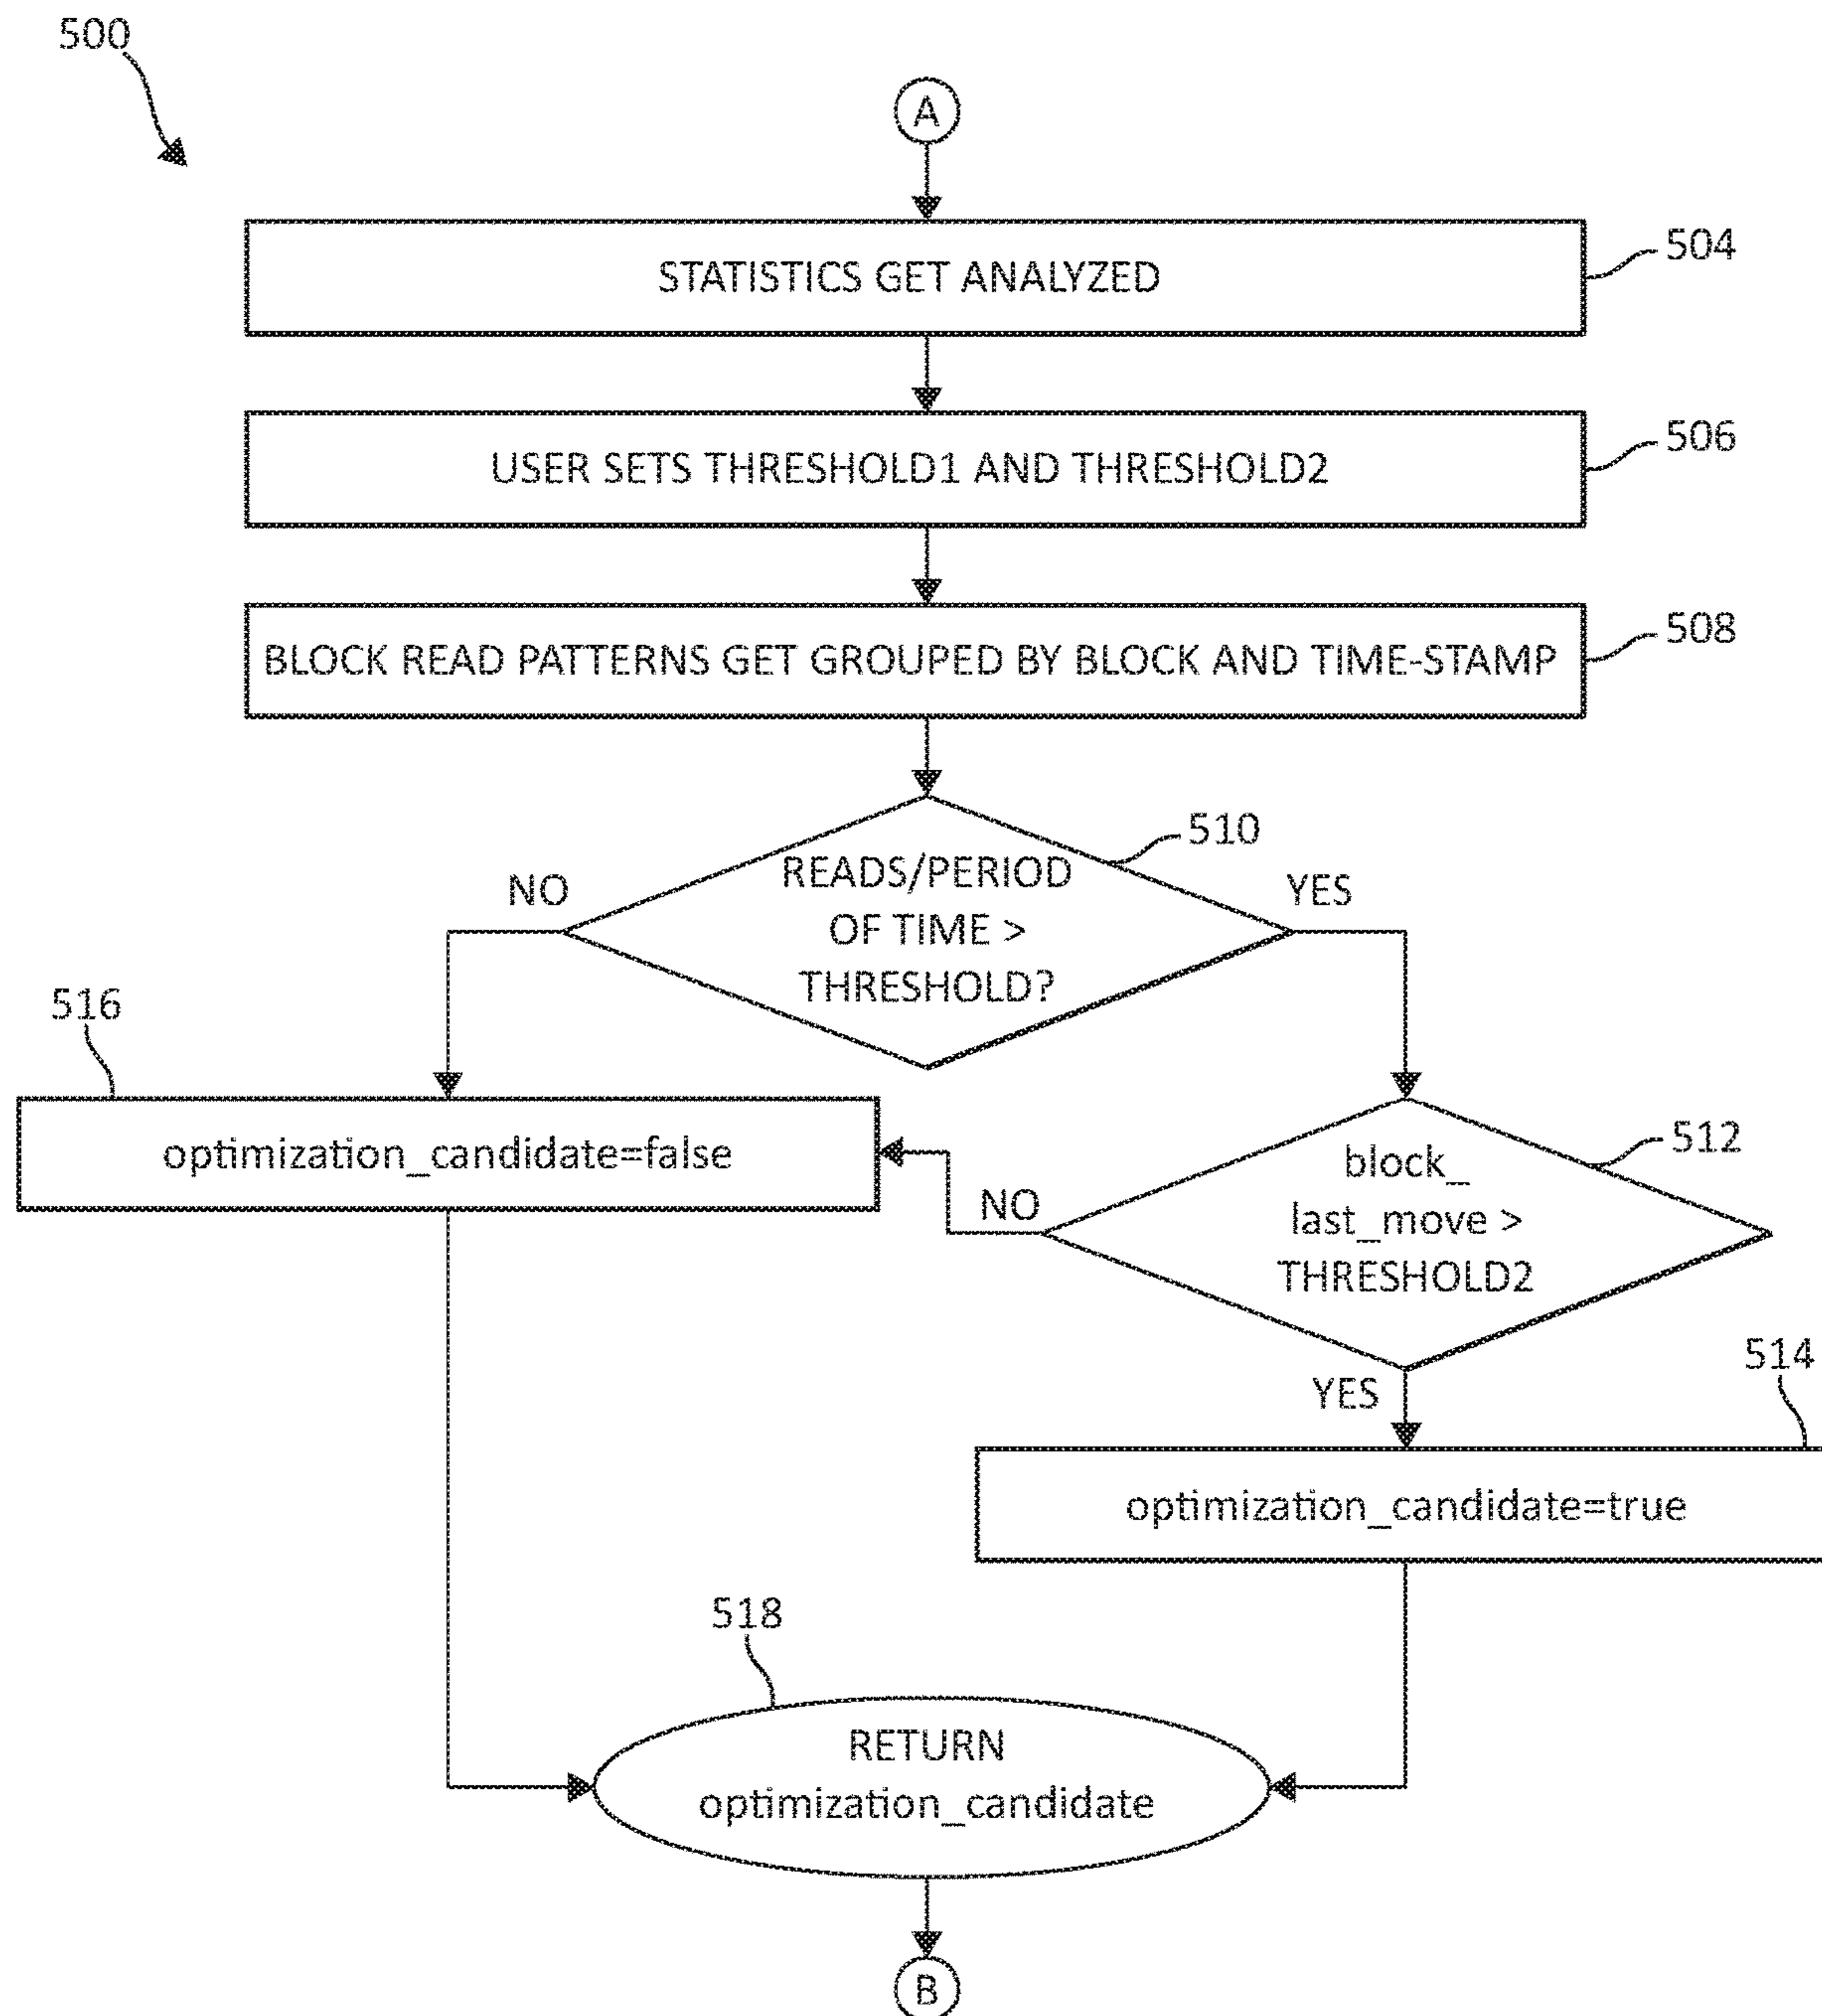 500
A
STATISTICS GET ANALYZED
504
USER SETS THRESHOLD1 AND THRESHOLD2
506
BLOCK READ PATTERNS GET GROUPED BY BLOCK AND TIME-STAMP
508
510
READS/PERIOD
OF TIME >
THRESHOLD?
NO
YES
516
optimization_candidate=false
512
block_
last_move >
THRESHOLD2
NO
YES
514
optimization_candidate=true
518
RETURN
optimization_candidate
B